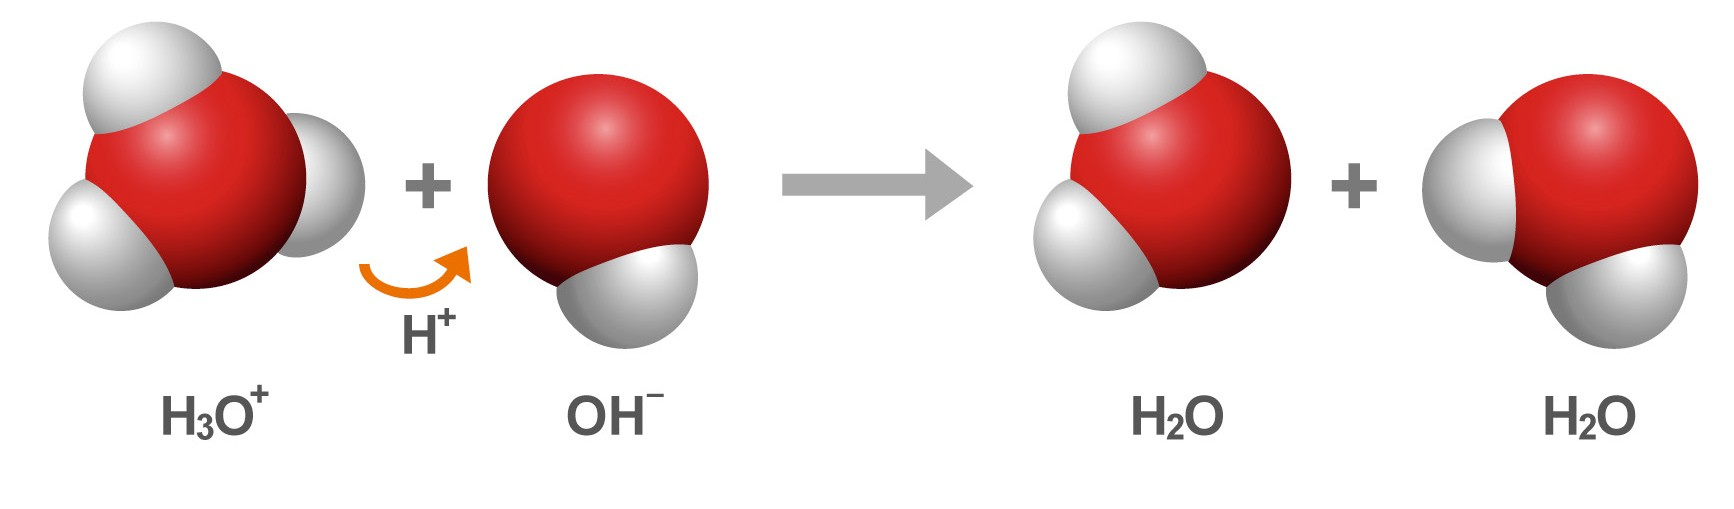 + +
H⁺
H₃O⁺ OH⁻ H₂O H₂O